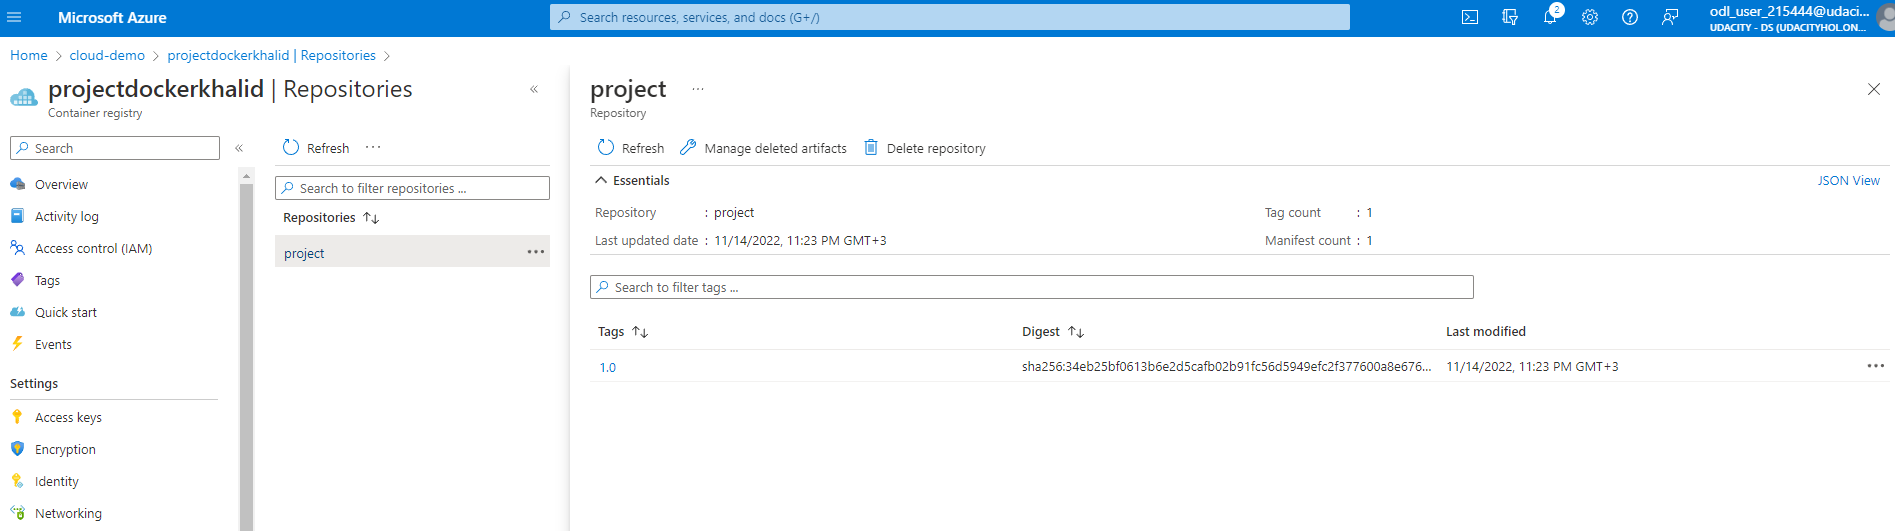 Microsoft Azure
Search resources, services, and docs (G+/)
2
odl_user_215444@udaci...
UDACITY - DS (UDACITYHOL.ON...
Home > cloud-demo > projectdockerkhalid | Repositories >
projectdockerkhalid | Repositories
Container registry
Search
Overview
Activity log
Access control (IAM)
Tags
Quick start
Events
Settings
Access keys
Encryption
Identity
Networking
Refresh
Search to filter repositories ...
Repositories
project
project
Repository
Refresh Manage deleted artifacts Delete repository
Essentials
JSON View
Repository : project
Tag count : 1
Last updated date : 11/14/2022, 11:23 PM GMT+3
Manifest count : 1
Search to filter tags ...
Tags Digest Last modified
1.0 sha256:34eb25bf0613b6e2d5cafb02b91fc56d5949efc2f377600a8e676... 11/14/2022, 11:23 PM GMT+3